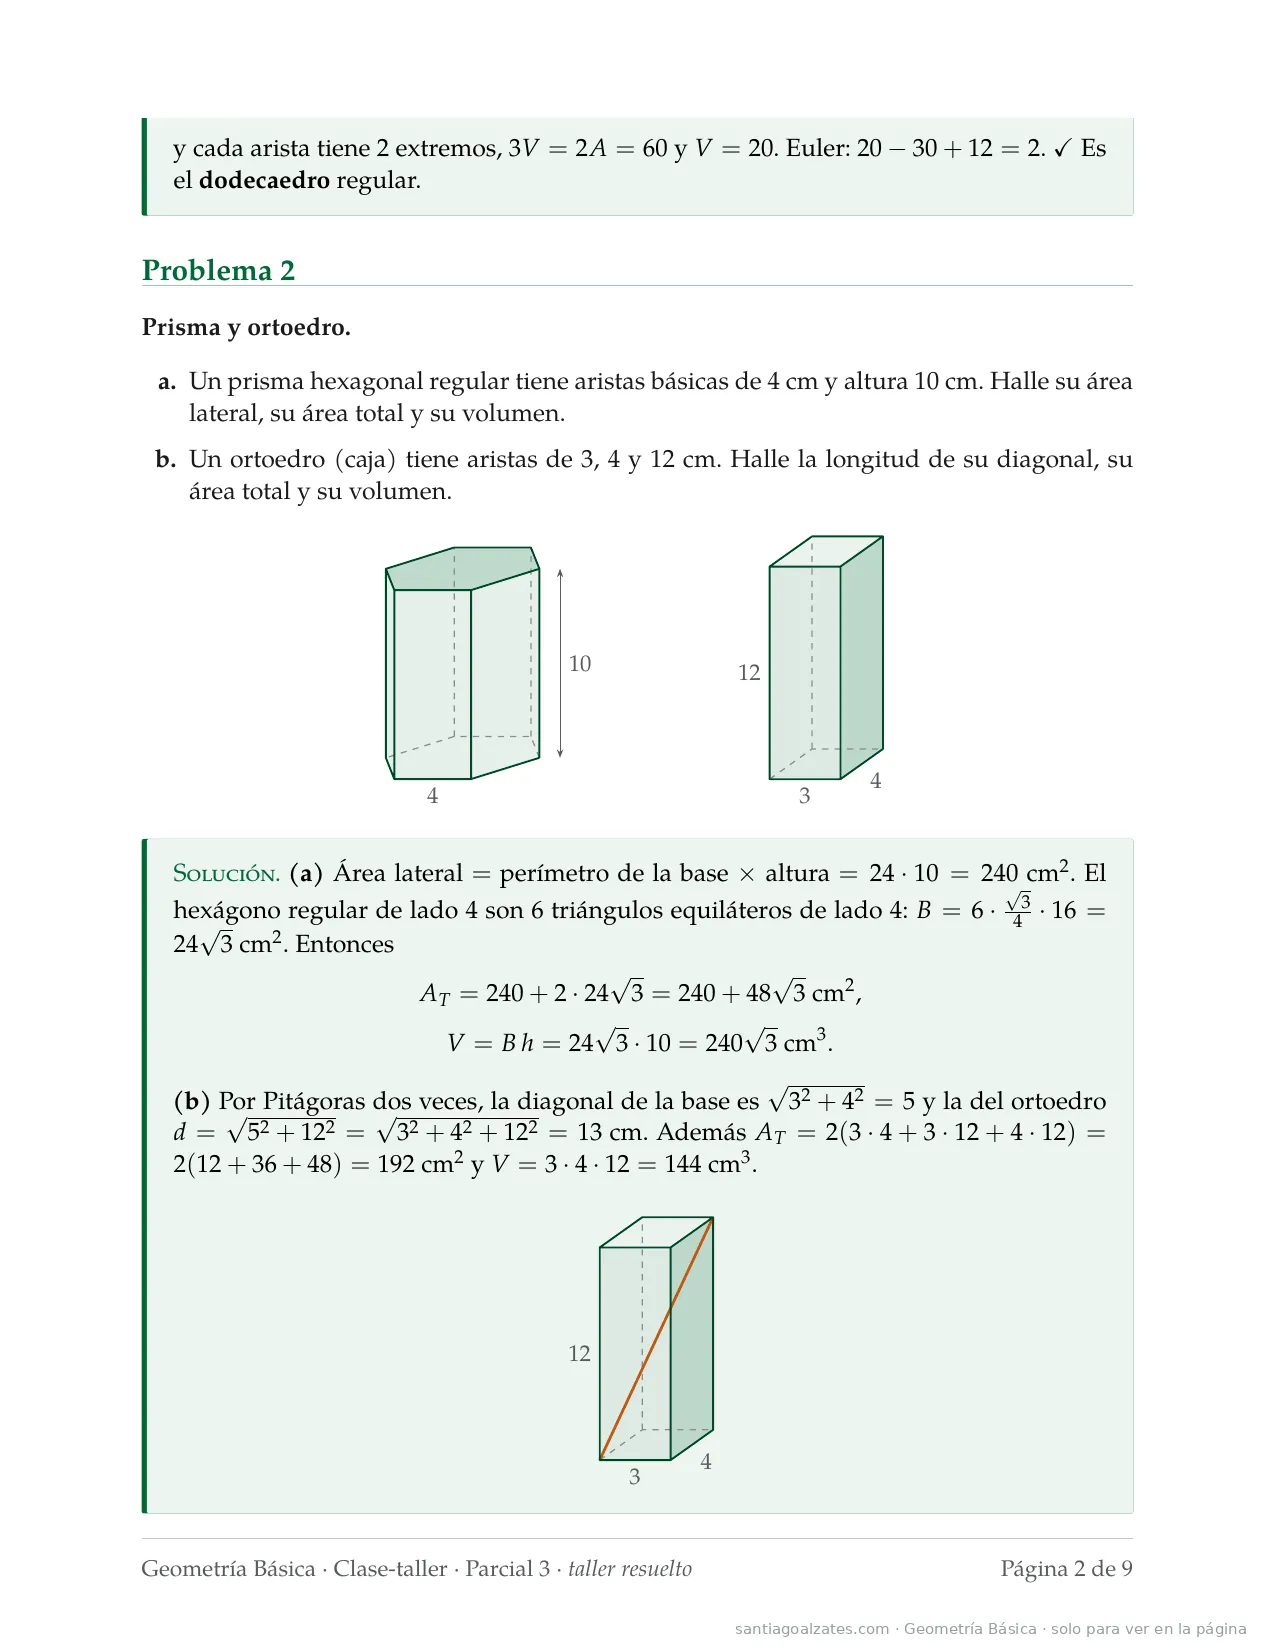 y cada arista tiene 2 extremos, 3V = 2A = 60 y V = 20. Euler: 20 − 30 + 12 = 2. ✓ Es
el dodecaedro regular.
Problema 2
Prisma y ortoedro.
a. Un prisma hexagonal regular tiene aristas básicas de 4 cm y altura 10 cm. Halle su área
lateral, su área total y su volumen.
b. Un ortoedro (caja) tiene aristas de 3, 4 y 12 cm. Halle la longitud de su diagonal, su
área total y su volumen.
10
4
12
3
4
Solución. (a) Área lateral = perímetro de la base × altura = 24 · 10 = 240 cm². El
hexágono regular de lado 4 son 6 triángulos equiláteros de lado 4: B = 6 · √3/4 · 16 =
24√3 cm². Entonces
A_T = 240 + 2 · 24√3 = 240 + 48√3 cm²,
V = B h = 24√3 · 10 = 240√3 cm³.
(b) Por Pitágoras dos veces, la diagonal de la base es √(3² + 4²) = 5 y la del ortoedro
d = √(5² + 12²) = √(3² + 4² + 12²) = 13 cm. Además A_T = 2(3 · 4 + 3 · 12 + 4 · 12) =
2(12 + 36 + 48) = 192 cm² y V = 3 · 4 · 12 = 144 cm³.
12
3
4
Geometría Básica · Clase-taller · Parcial 3 · taller resuelto
Página 2 de 9
santiagoalzates.com · Geometría Básica · solo para ver en la página